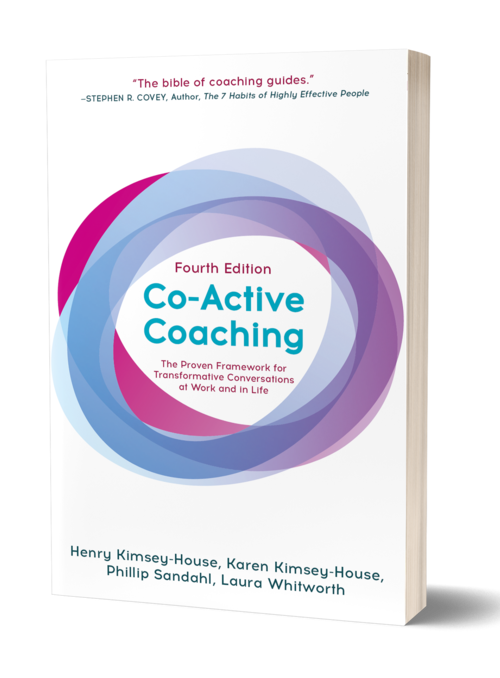 “The bible of coaching guides.”
–STEPHEN R. COVEY, Author, The 7 Habits of Highly Effective People
Fourth Edition
Co-Active
Coaching
The Proven Framework for
Transformative Conversations
at Work and in Life
Henry Kimsey-House, Karen Kimsey-House,
Phillip Sandahl, Laura Whitworth